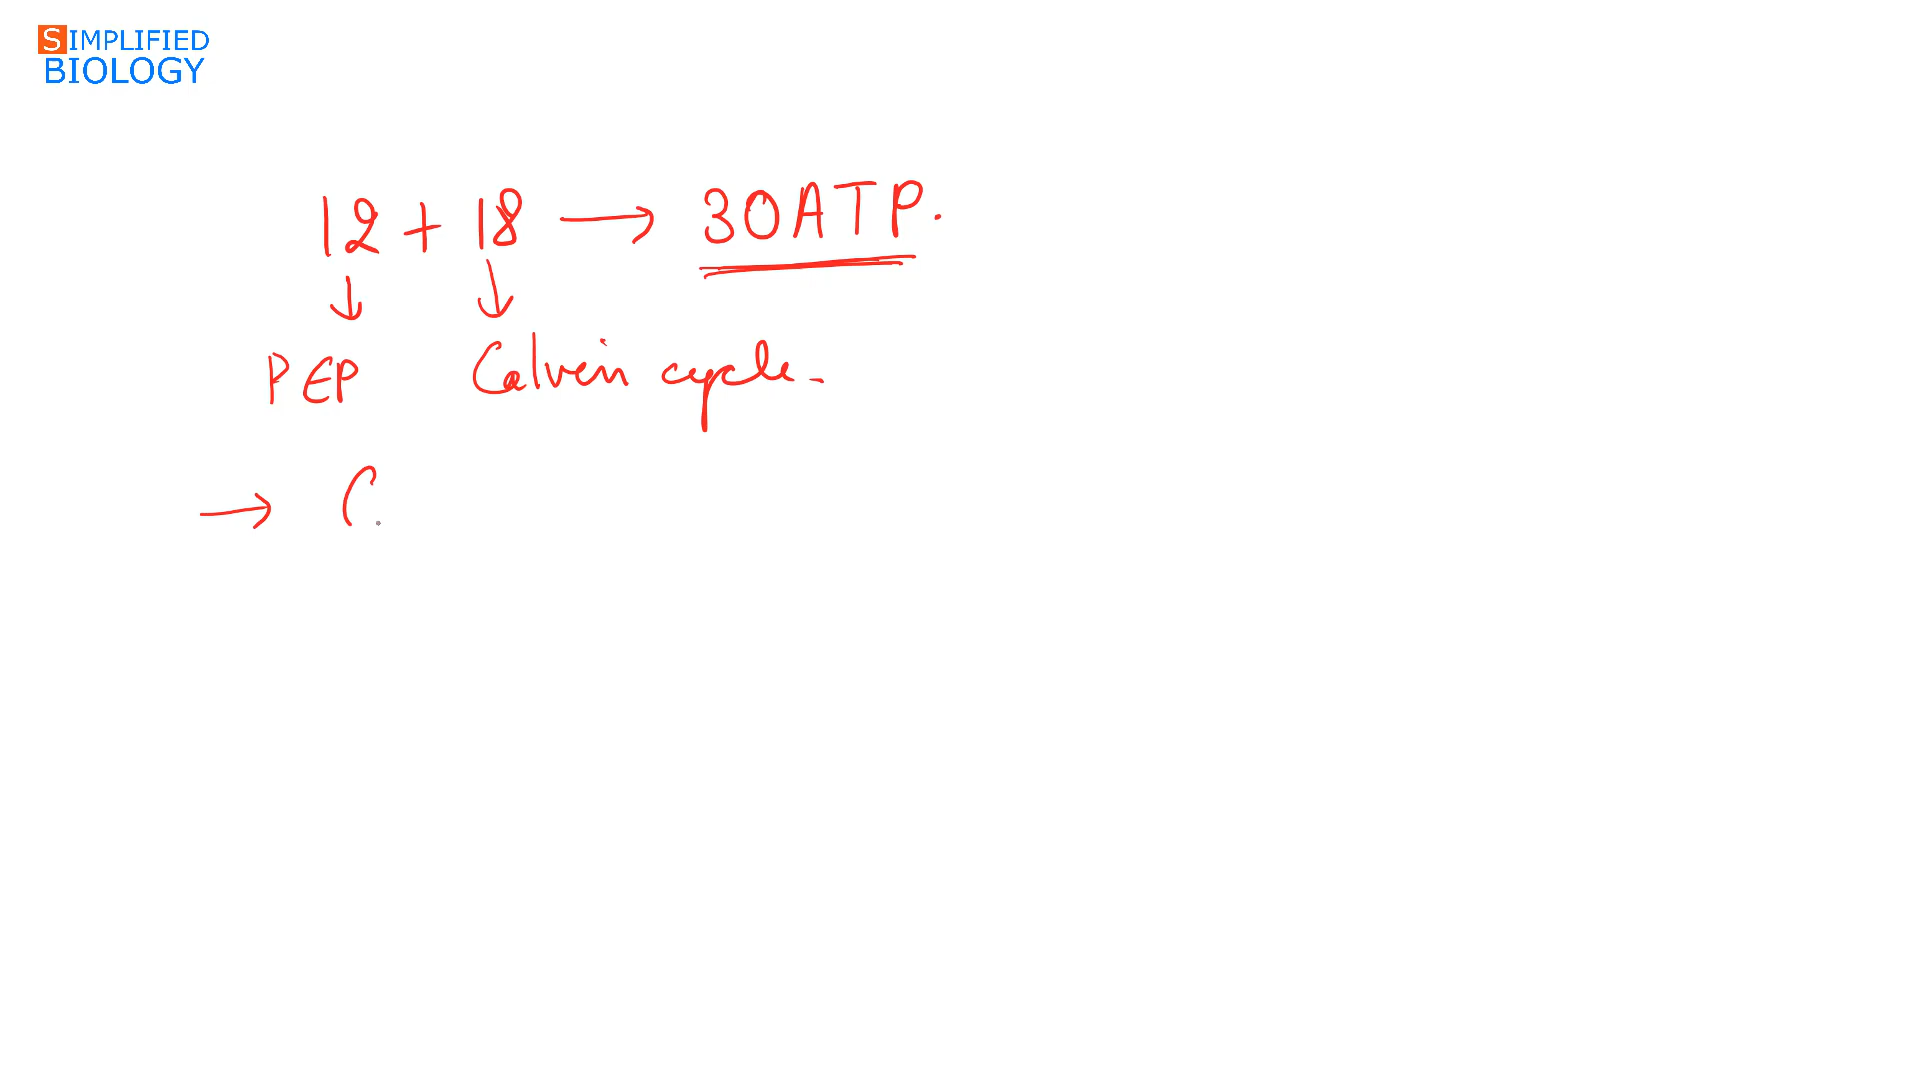 SIMPLIFIED
BIOLOGY
12 + 18 → 30 ATP.
↓ ↓
PEP Calvin cycle.
→ (